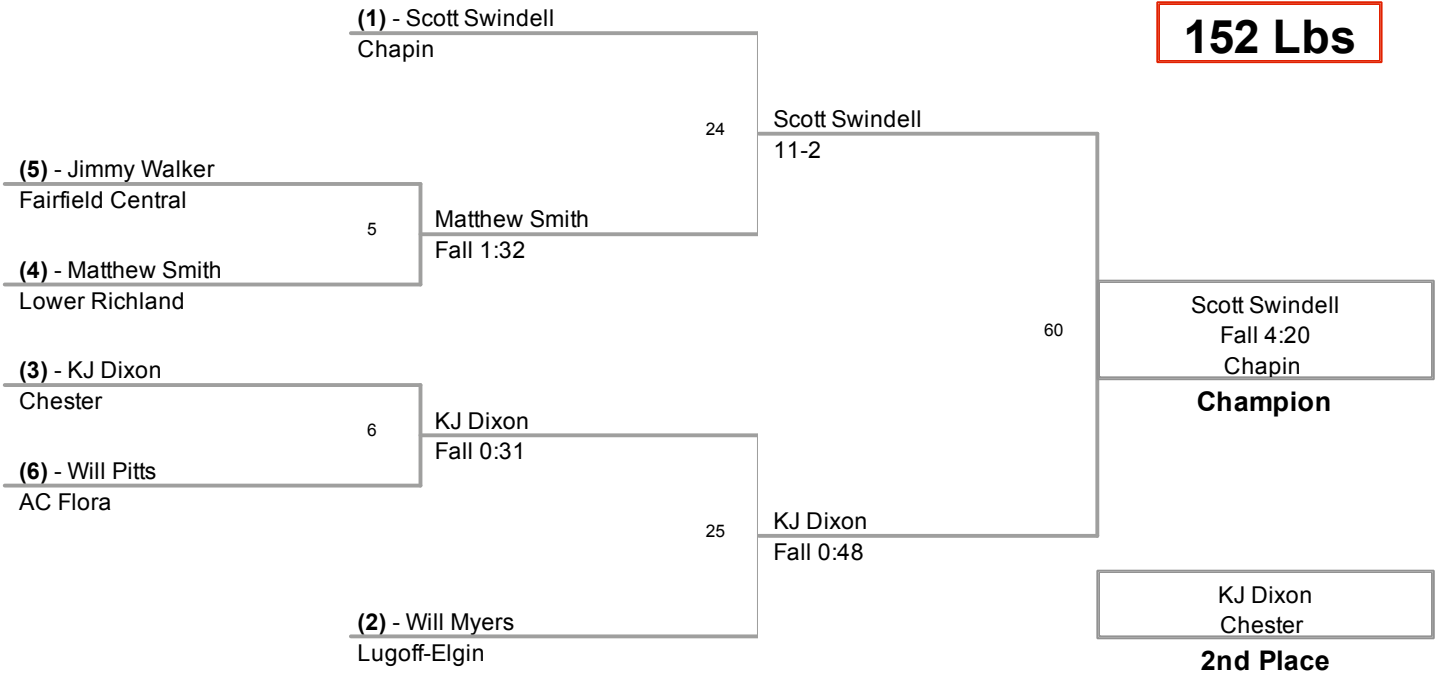 (1) - Scott Swindell
Chapin
152 Lbs
24
Scott Swindell
11-2
(5) - Jimmy Walker
Fairfield Central
5
Matthew Smith
Fall 1:32
(4) - Matthew Smith
Lower Richland
60
Scott Swindell
Fall 4:20
Chapin
Champion
(3) - KJ Dixon
Chester
6
KJ Dixon
Fall 0:31
(6) - Will Pitts
AC Flora
25
KJ Dixon
Fall 0:48
(2) - Will Myers
Lugoff-Elgin
KJ Dixon
Chester
2nd Place